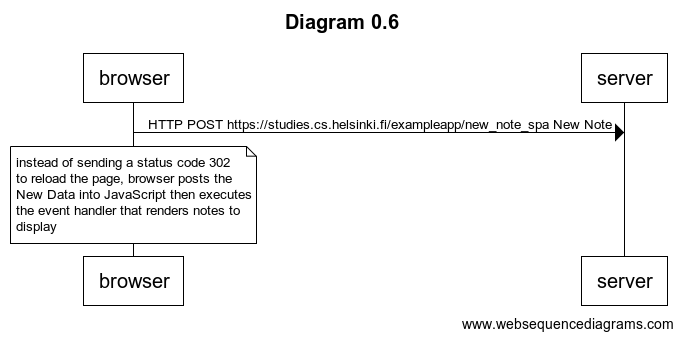 Diagram 0.6
browser
server
HTTP POST https://studies.cs.helsinki.fi/exampleapp/new_note_spa New Note
instead of sending a status code 302
to reload the page, browser posts the
New Data into JavaScript then executes
the event handler that renders notes to
display
browser
server
www.websequencediagrams.com